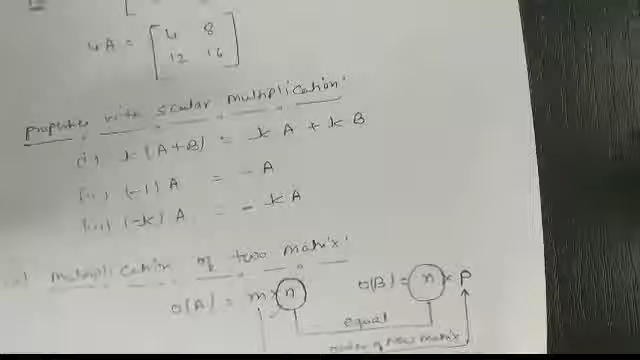 4A = [ 4 8
12 16 ]
Properties with scalar multiplication:
(i) k(A+B) = kA + kB
(ii) (-1) A = -A
(iii) (-k) A = -kA
multiplication of two matrix:
O(A) = m × n O(B) = n × p
equal
order of new matrix